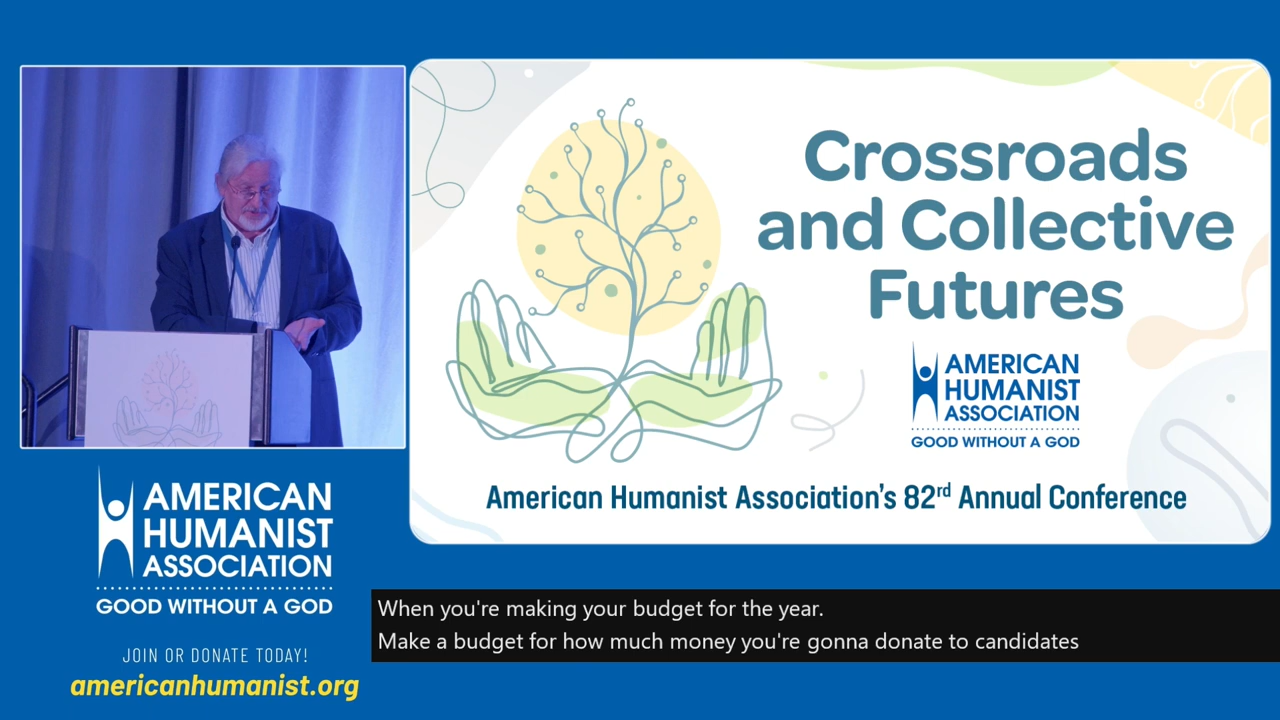 Crossroads
and Collective
Futures
AMERICAN
HUMANIST
ASSOCIATION
GOOD WITHOUT A GOD
American Humanist Association's 82rd Annual Conference
AMERICAN
HUMANIST
ASSOCIATION
GOOD WITHOUT A GOD
JOIN OR DONATE TODAY!
americanhumanist.org
When you're making your budget for the year.
Make a budget for how much money you're gonna donate to candidates